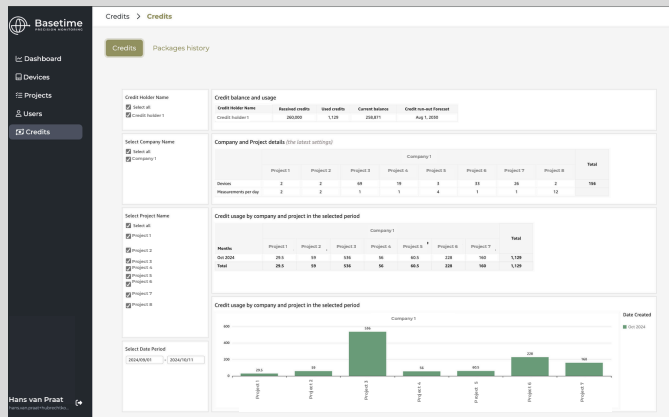 Basetime
PRECISION MONITORING
Credits > Credits
Dashboard
Devices
Projects
Users
Credits
Hans van Praat
Credits Packages history
Credit Holder Name
Select all
Credit holder 1
Credit balance and usage
Credit Holder Name Received credits Used credits Current balance Credit run-out Forecast
Credit holder 1 260,000 1,129 258,871 Aug 1, 2030
Select Company Name
Select all
Company 1
Company and Project details (the latest settings)
Company 1
Total
Project 1 Project 2 Project 3 Project 4 Project 5 Project 6 Project 7 Project 8
Devices 2 2 69 19 3 33 26 2 156
Measurements per day 2 2 1 1 4 1 1 12
Select Project Name
Select all
Project 1
Project 2
Project 3
Project 4
Project 5
Project 6
Project 7
Project 8
Credit usage by company and project in the selected period
Company 1
Total
Months Project 1 Project 2 Project 3 Project 4 Project 5 Project 6 Project 7
Oct 2024 29.5 59 536 56 60.5 228 160 1,129
Total 29.5 59 536 56 60.5 228 160 1,129
Select Date Period
2024/09/01 - 2024/10/11
Credit usage by company and project in the selected period
Company 1
Date Created
Oct 2024
200
0
29.5
56
60.5
228
160
Project 1
Project 2
Project 3
Project 4
Project 5
Project 6
Project 7